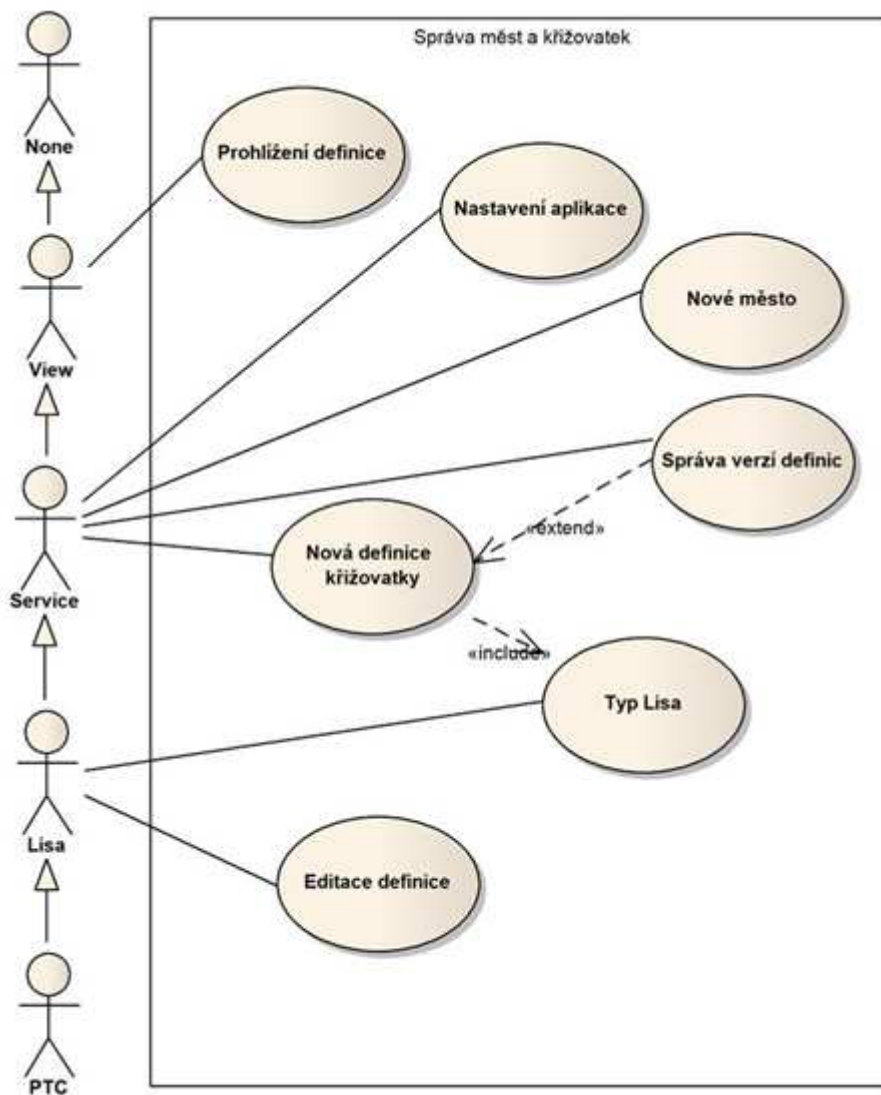 Správa měst a křižovatek
None
Prohlížení definice
Nastavení aplikace
Nové město
View
Správa verzí definic
«extend»
Nová definice
křižovatky
Service
«include»
Typ Lisa
Lisa
Editace definice
PTC